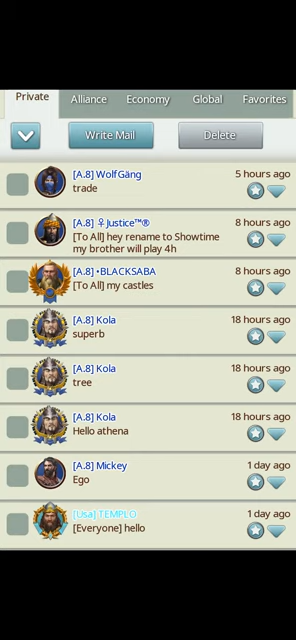 Private Alliance Economy Global Favorites
Write Mail Delete
[A.8] WolfGäng 5 hours ago
trade
[A.8] ♀Justice™® 8 hours ago
[To All] hey rename to Showtime
my brother will play 4h
[A.8] •BLACKSABA 8 hours ago
[To All] my castles
[A.8] Kola 18 hours ago
superb
[A.8] Kola 18 hours ago
tree
[A.8] Kola 18 hours ago
Hello athena
[A.8] Mickey 1 day ago
Ego
[Usa] TEMPLO 1 day ago
[Everyone] hello